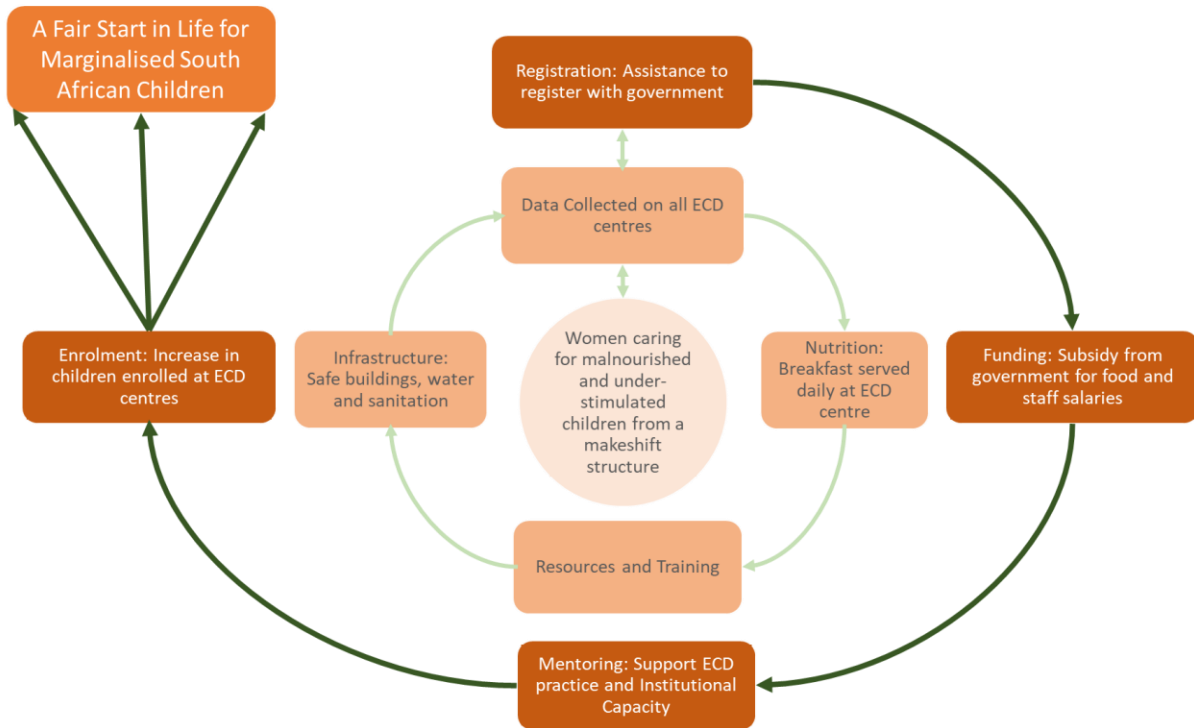 A Fair Start in Life for
Marginalised South
African Children
Registration: Assistance to
register with government
Data Collected on all ECD
centres
Women caring
for malnourished
and under-
stimulated
children from a
makeshift
structure
Enrolment: Increase in
children enrolled at ECD
centres
Infrastructure:
Safe buildings, water
and sanitation
Nutrition:
Breakfast served
daily at ECD
centre
Funding: Subsidy from
government for food and
staff salaries
Resources and Training
Mentoring: Support ECD
practice and Institutional
Capacity